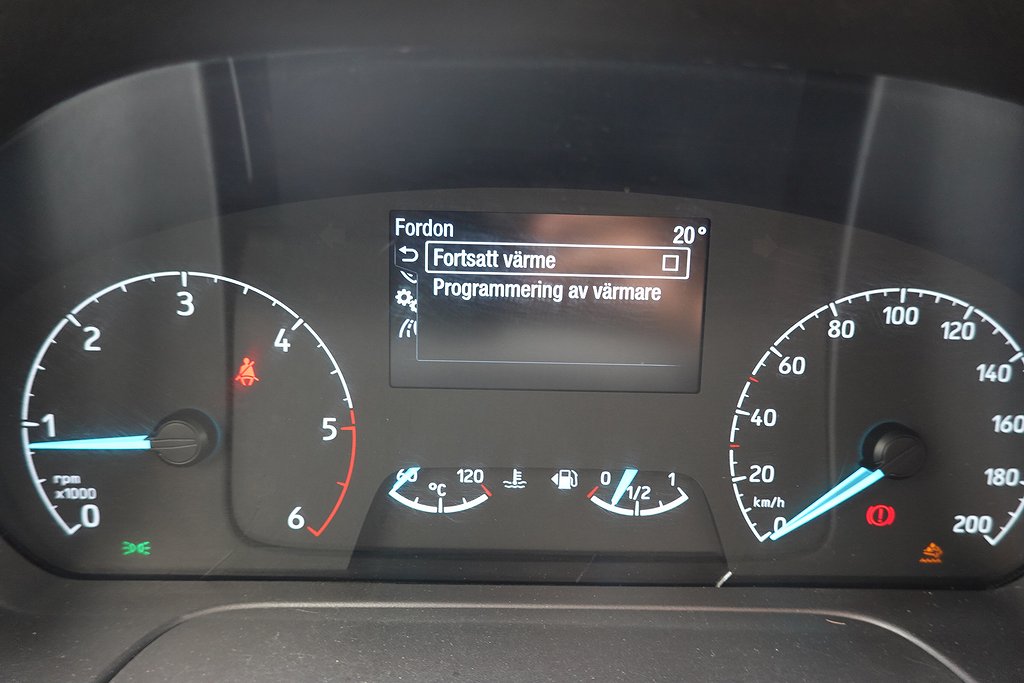 Fordon 20°
Fortsatt värme
Programmering av värmare
0 1 2 3 4 5 6
rpm
x1000
60 °C 120
0 1/2 1
0 20 40 60 80 100 120 140 160 180 200
km/h